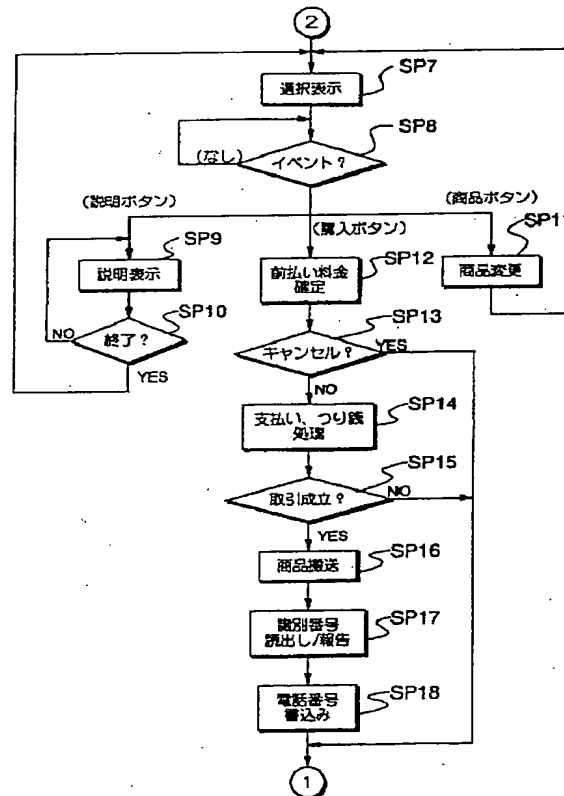 2
SP7
選択表示
SP8
(なし)
イベント?
(説明ボタン)
(購入ボタン)
(商品ボタン)
SP9
説明表示
SP12
前払い料金
確定
SP11
商品変更
SP10
NO
終了?
YES
SP13
キャンセル?
YES
NO
SP14
支払い、つり銭
処理
SP15
取引成立?
NO
YES
SP16
商品搬送
SP17
識別番号
読出し/報告
SP18
電話番号
書込み
1